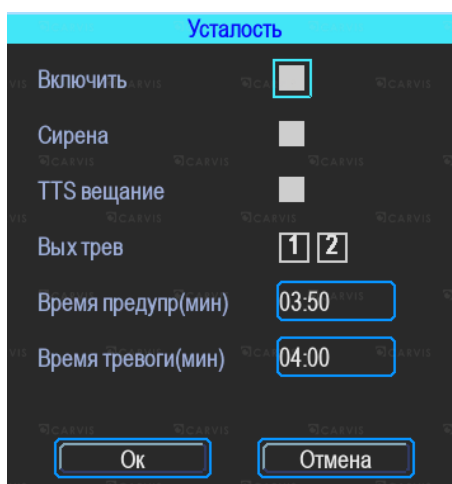 Усталость
Включить
Сирена
TTS вещание
Вых трев 1 2
Время предупр(мин) 03:50
Время тревоги(мин) 04:00
Ок Отмена
CARVIS